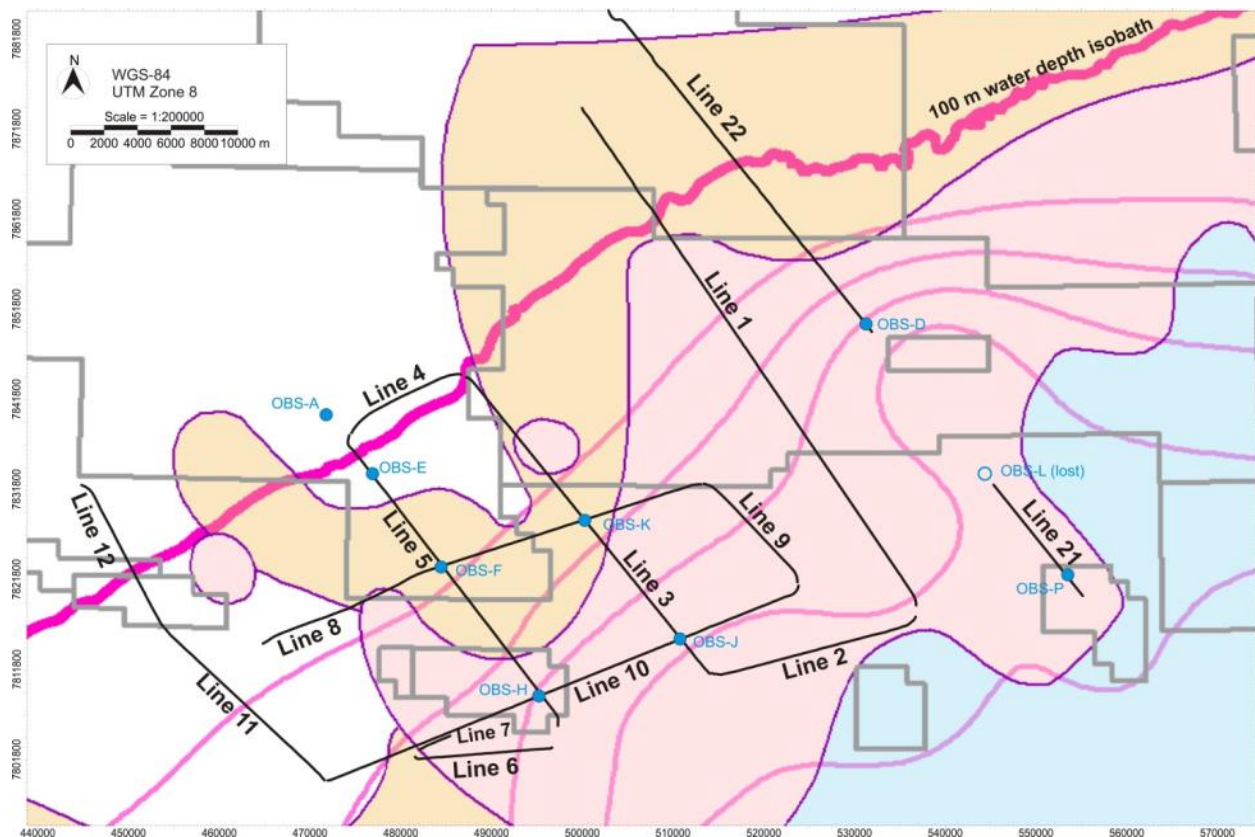 N
WGS-84
UTM Zone 8
Scale = 1:200000
0 2000 4000 6000 8000 10000 m
100 m water depth isobath
Line 22
Line 1
OBS-D
Line 4
OBS-A
OBS-E
OBS-L (lost)
Line 12
Line 5
OBS-K
Line 9
Line 21
OBS-F
OBS-P
Line 3
Line 8
OBS-J
Line 2
OBS-H
Line 10
Line 11
Line 7
Line 6
7881800
7871800
7861800
7851800
7841800
7831800
7821800
7811800
7801800
440000 450000 460000 470000 480000 490000 500000 510000 520000 530000 540000 550000 560000 570000